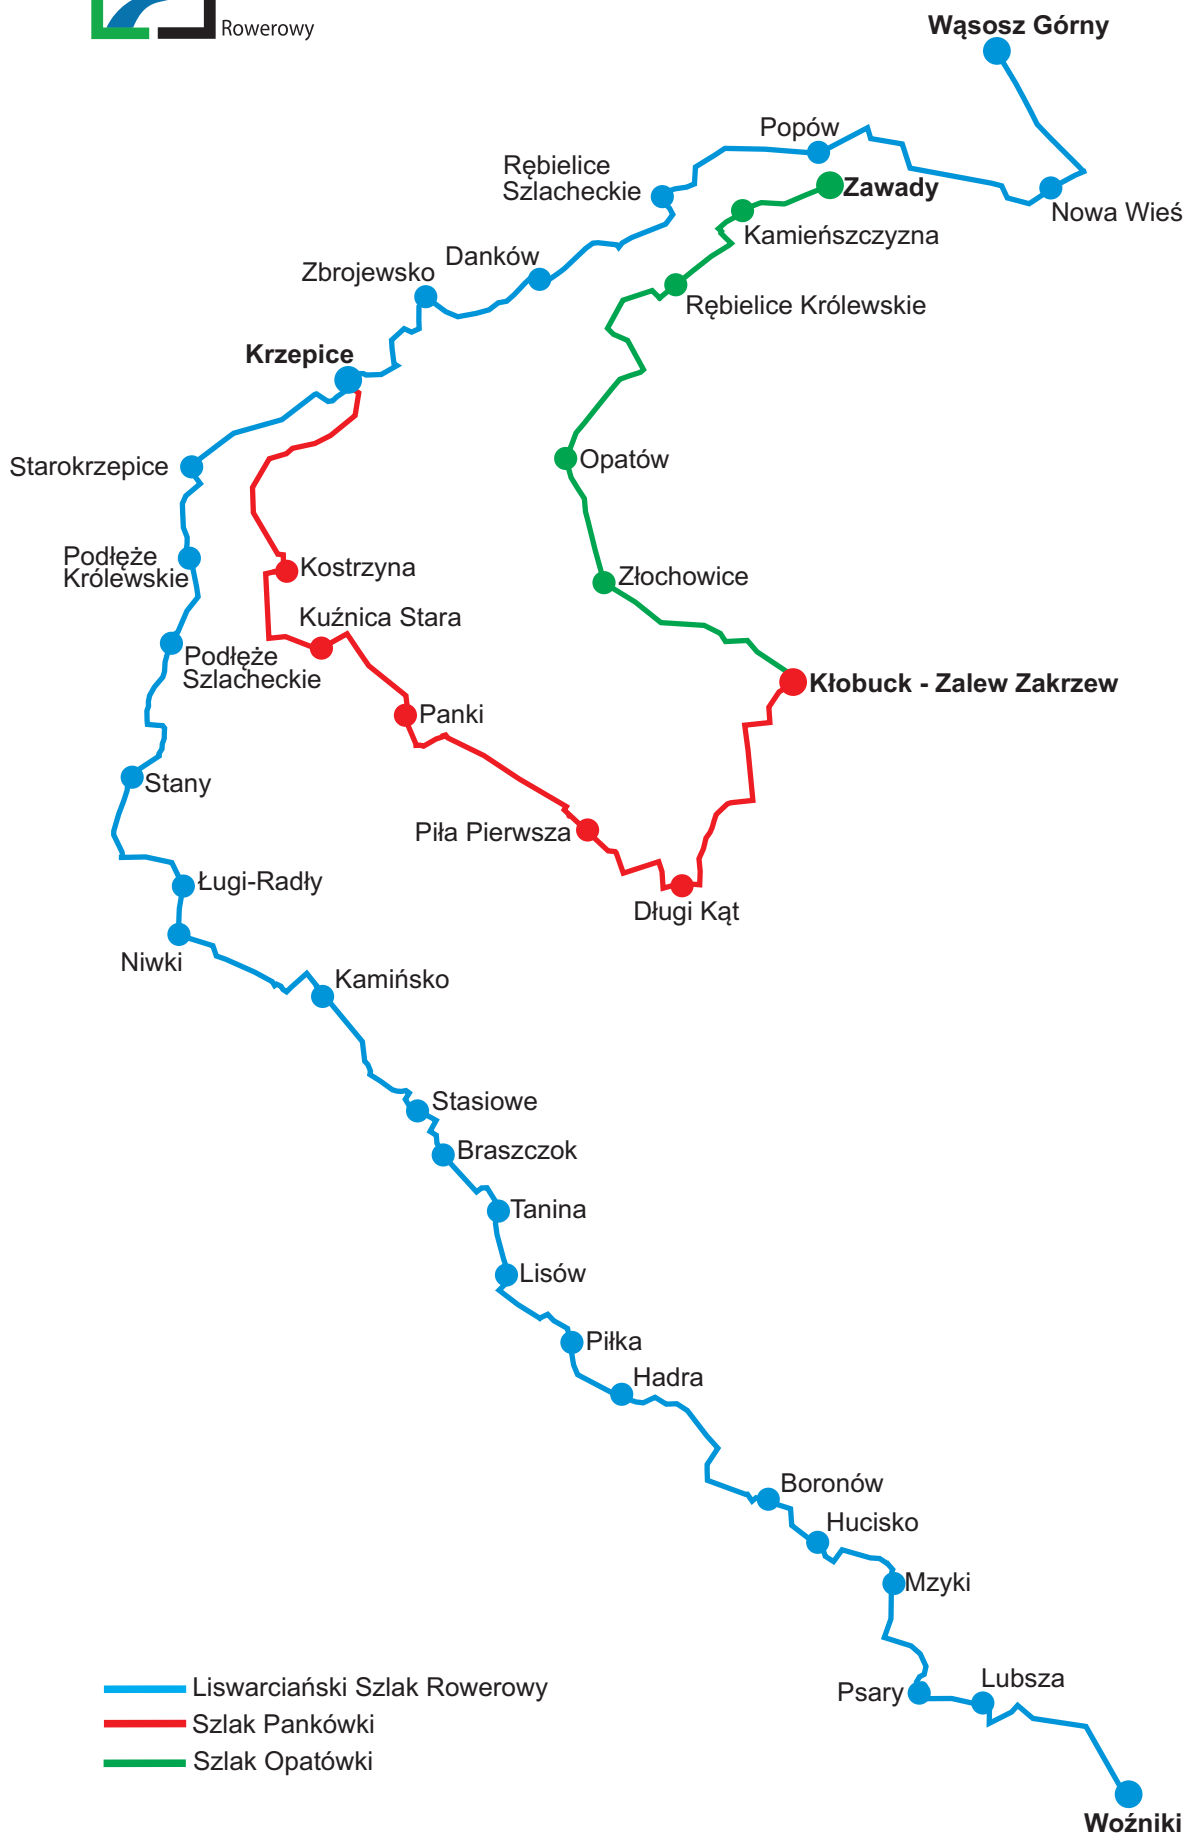 Rowerowy
Wąsosz Górny
Popów
Rębielice
Szlacheckie
Zawady
Nowa Wieś
Kamieńszczyzna
Danków
Zbrojewsko
Rębielice Królewskie
Krzepice
Starokrzepice
Opatów
Podłęże
Królewskie
Kostrzyna
Złochowice
Kuźnica Stara
Podłęże
Szlacheckie
Kłobuck - Zalew Zakrzew
Panki
Stany
Piła Pierwsza
Ługi-Radły
Długi Kąt
Niwki
Kamińsko
Stasiowe
Braszczok
Tanina
Lisów
Piłka
Hadra
Boronów
Hucisko
Mzyki
Lubsza
Psary
Liswarciański Szlak Rowerowy
Szlak Pankówki
Szlak Opatówki
Woźniki